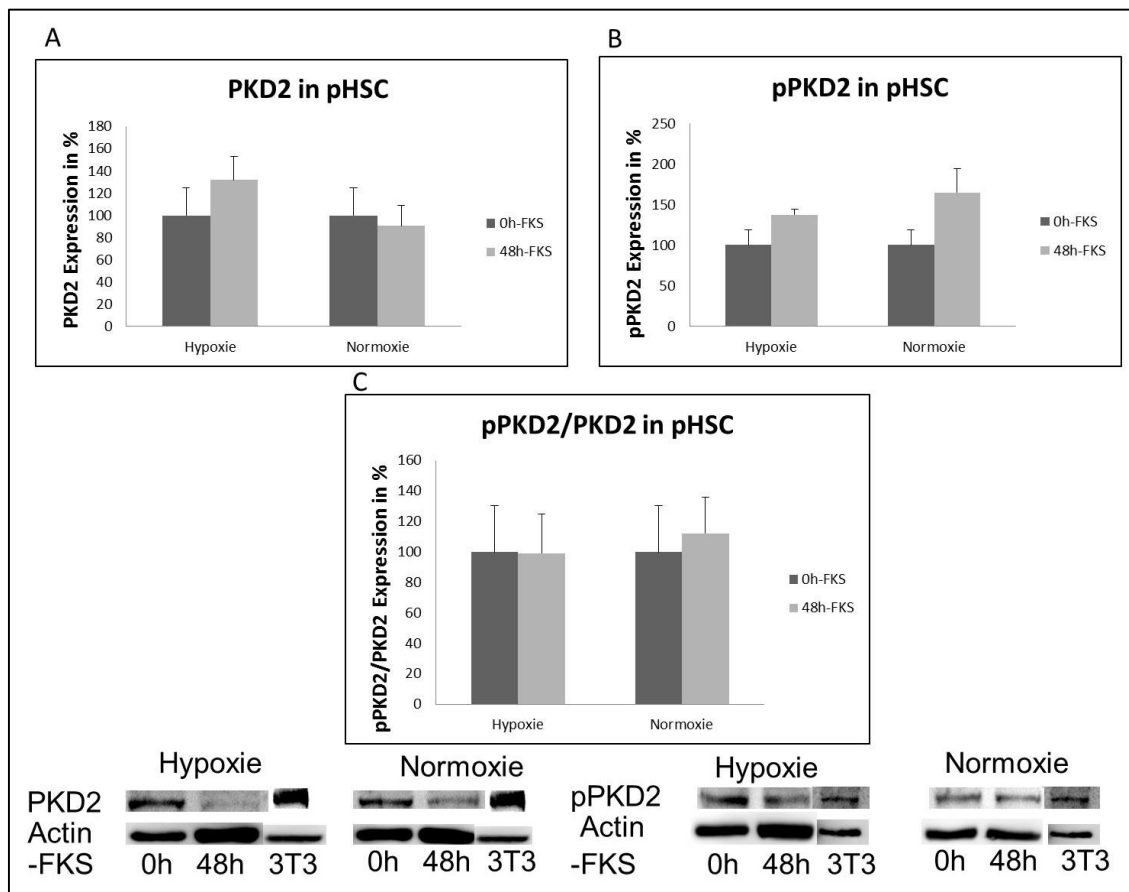 A
PKD2 in pHSC
PKD2 Expression in %
180
160
140
120
100
80
60
40
20
0
Hypoxie
Normoxie
0h-FKS
48h-FKS
B
pPKD2 in pHSC
pPKD2 Expression in %
250
200
150
100
50
0
Hypoxie
Normoxie
0h-FKS
48h-FKS
C
pPKD2/PKD2 in pHSC
pPKD2/PKD2 Expression in %
160
140
120
100
80
60
40
20
0
Hypoxie
Normoxie
0h-FKS
48h-FKS
Hypoxie Normoxie
PKD2
Actin
-FKS 0h 48h 3T3 0h 48h 3T3
Hypoxie Normoxie
pPKD2
Actin
-FKS 0h 48h 3T3 0h 48h 3T3